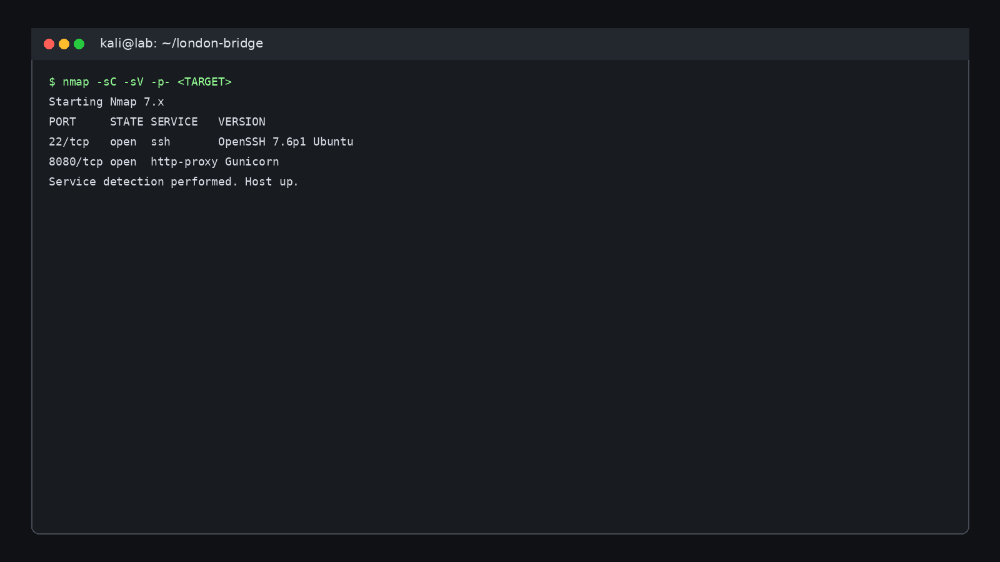 kali@lab: ~/london-bridge
$ nmap -sC -sV -p- <TARGET>
Starting Nmap 7.x
PORT     STATE SERVICE   VERSION
22/tcp   open  ssh       OpenSSH 7.6p1 Ubuntu
8080/tcp open  http-proxy Gunicorn
Service detection performed. Host up.